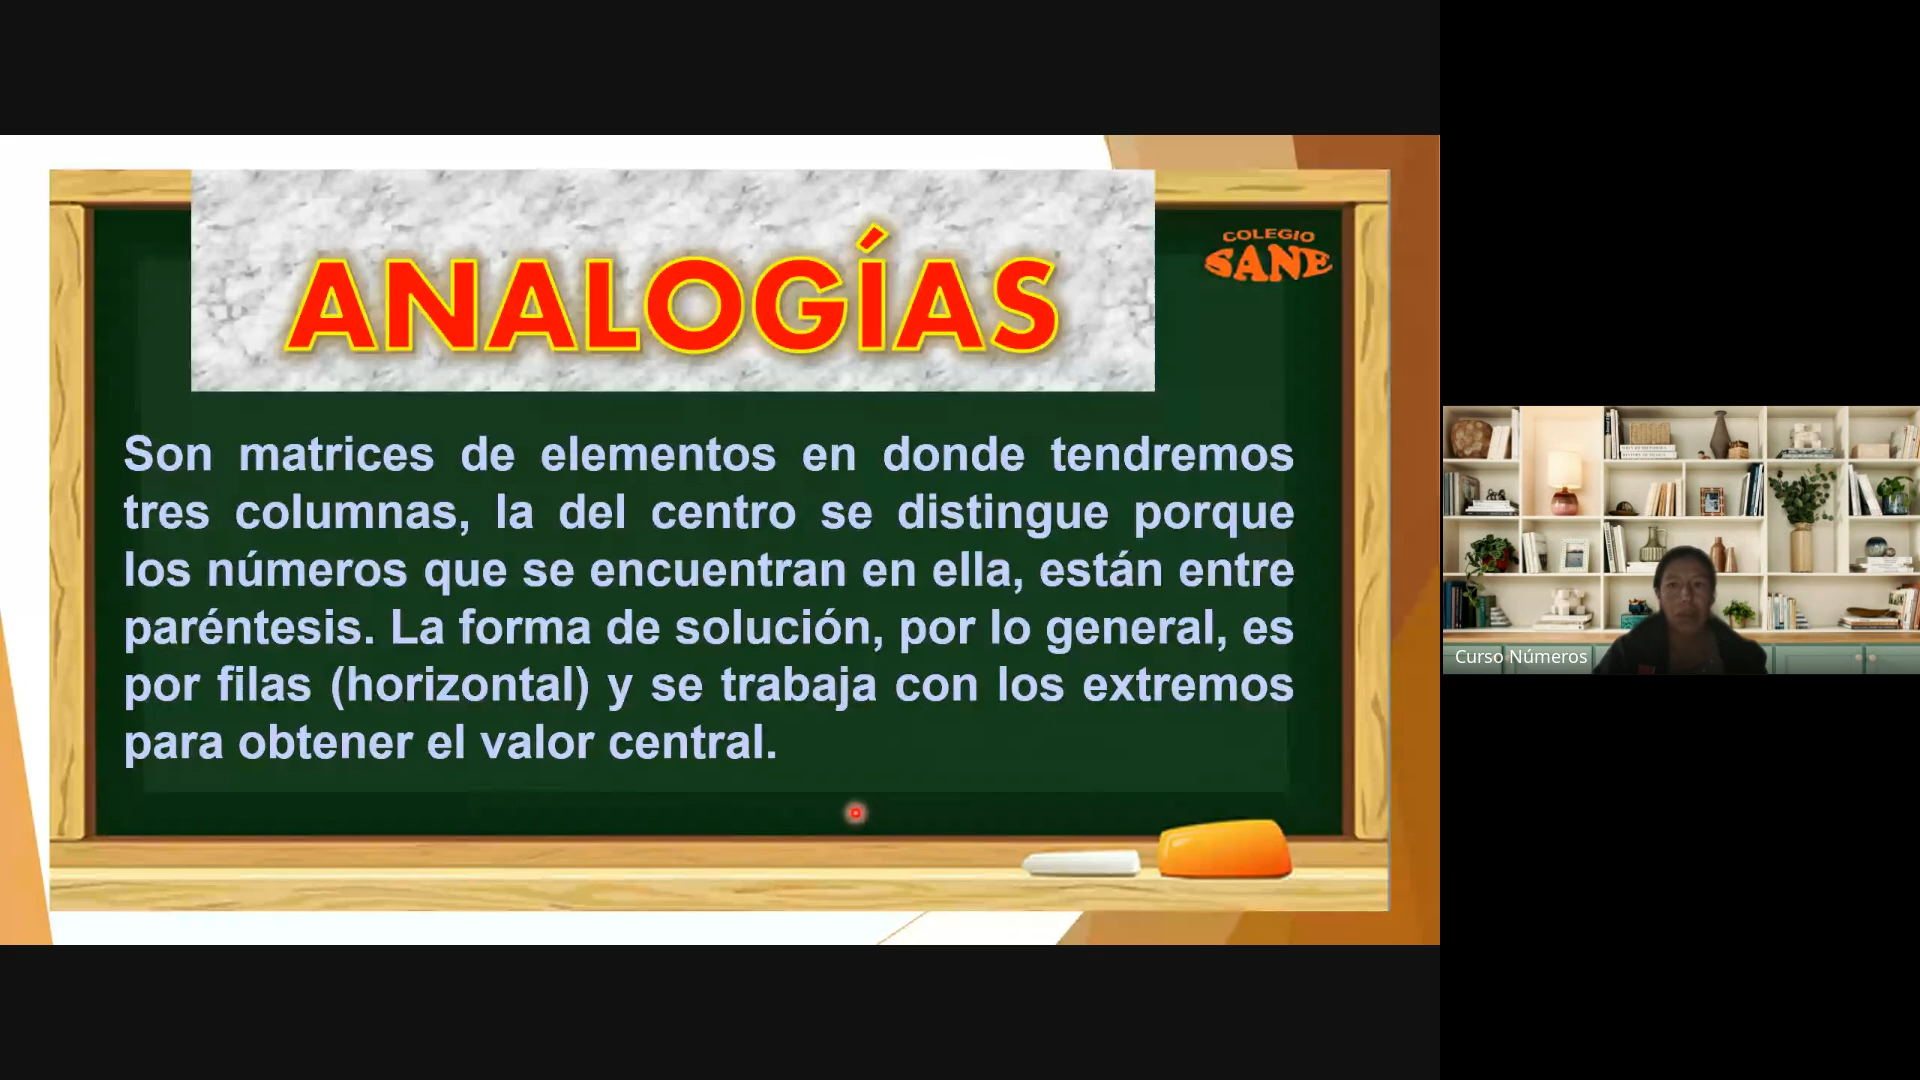 ANALOGÍAS
COLEGIO
SANE
Son matrices de elementos en donde tendremos
tres columnas, la del centro se distingue porque
los números que se encuentran en ella, están entre
paréntesis. La forma de solución, por lo general, es
por filas (horizontal) y se trabaja con los extremos
para obtener el valor central.
Curso Números